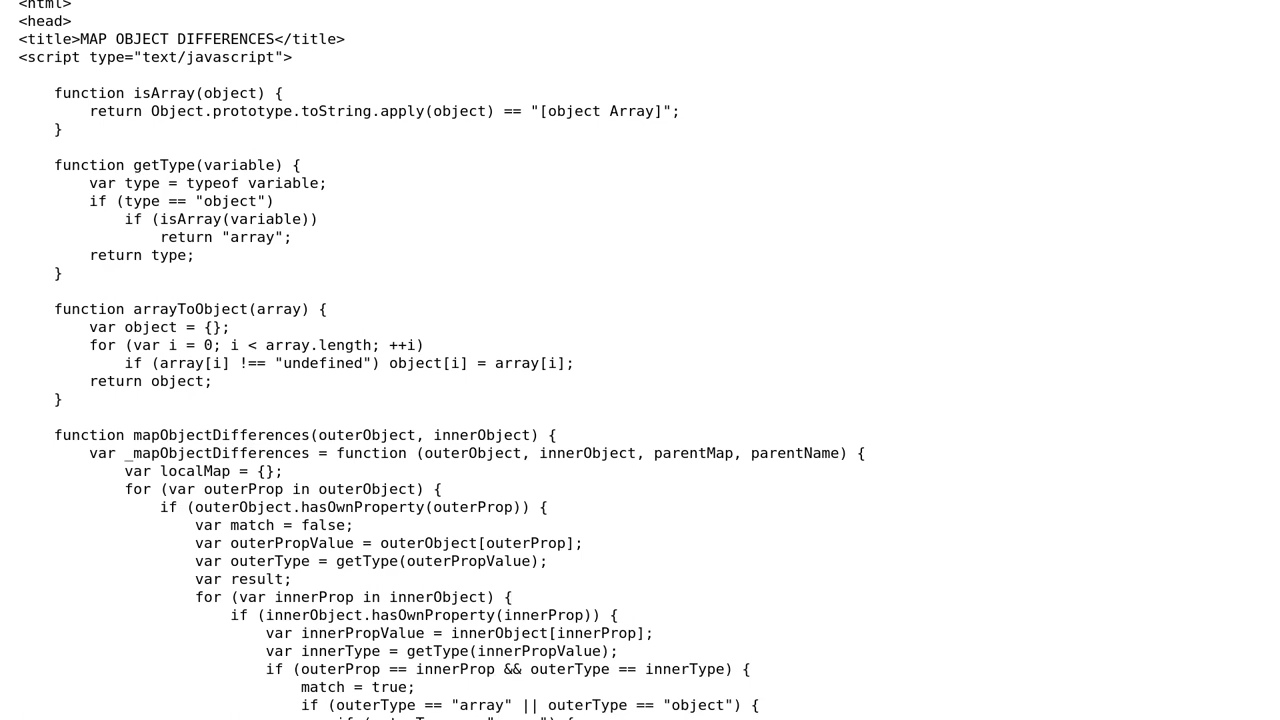 <html>
<head>
<title>MAP OBJECT DIFFERENCES</title>
<script type="text/javascript">

    function isArray(object) {
        return Object.prototype.toString.apply(object) == "[object Array]";
    }

    function getType(variable) {
        var type = typeof variable;
        if (type == "object")
            if (isArray(variable))
                return "array";
        return type;
    }

    function arrayToObject(array) {
        var object = {};
        for (var i = 0; i < array.length; ++i)
            if (array[i] !== "undefined") object[i] = array[i];
        return object;
    }

    function mapObjectDifferences(outerObject, innerObject) {
        var _mapObjectDifferences = function (outerObject, innerObject, parentMap, parentName) {
            var localMap = {};
            for (var outerProp in outerObject) {
                if (outerObject.hasOwnProperty(outerProp)) {
                    var match = false;
                    var outerPropValue = outerObject[outerProp];
                    var outerType = getType(outerPropValue);
                    var result;
                    for (var innerProp in innerObject) {
                        if (innerObject.hasOwnProperty(innerProp)) {
                            var innerPropValue = innerObject[innerProp];
                            var innerType = getType(innerPropValue);
                            if (outerProp == innerProp && outerType == innerType) {
                                match = true;
                                if (outerType == "array" || outerType == "object") {